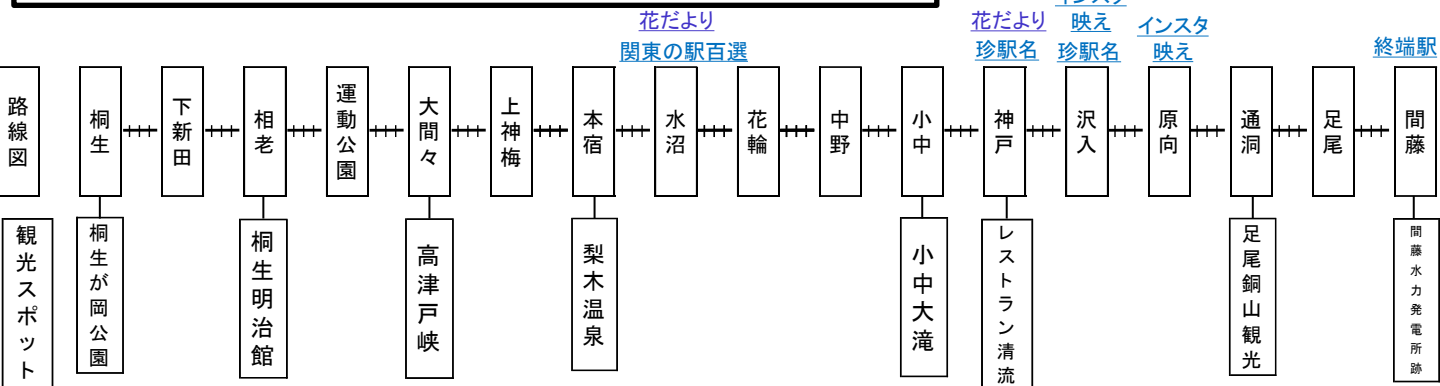 花だより
関東の駅百選
花だより
珍駅名
インスタ
映え
珍駅名
インスタ
映え
終端駅
路線図
桐生
下新田
相老
運動公園
大間々
上神梅
本宿
水沼
花輪
中野
小中
神戸
沢入
原向
通洞
足尾
間藤
観光スポット
桐生が岡公園
桐生明治館
高津戸峡
梨木温泉
小中大滝
レストラン清流
足尾銅山観光
間藤水力発電所跡